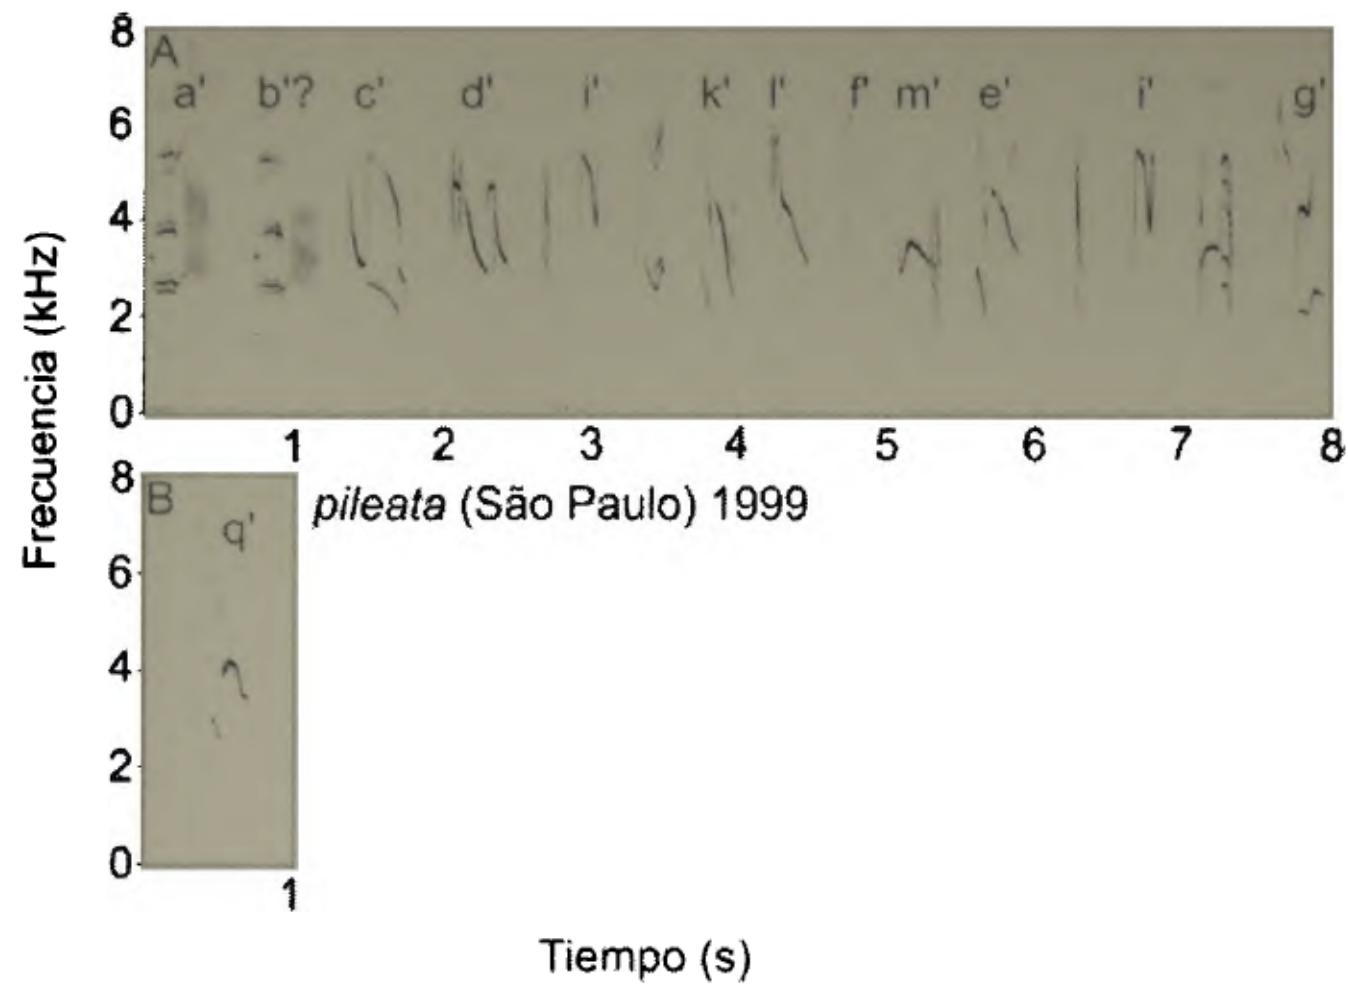 8
A
a' b'? c' d' i' k' l' f' m' e' i' g'
6
4
2
0
1 2 3 4 5 6 7 8
Frecuencia (kHz)
8
B
pileata (São Paulo) 1999
q'
6
4
2
0
1
Tiempo (s)